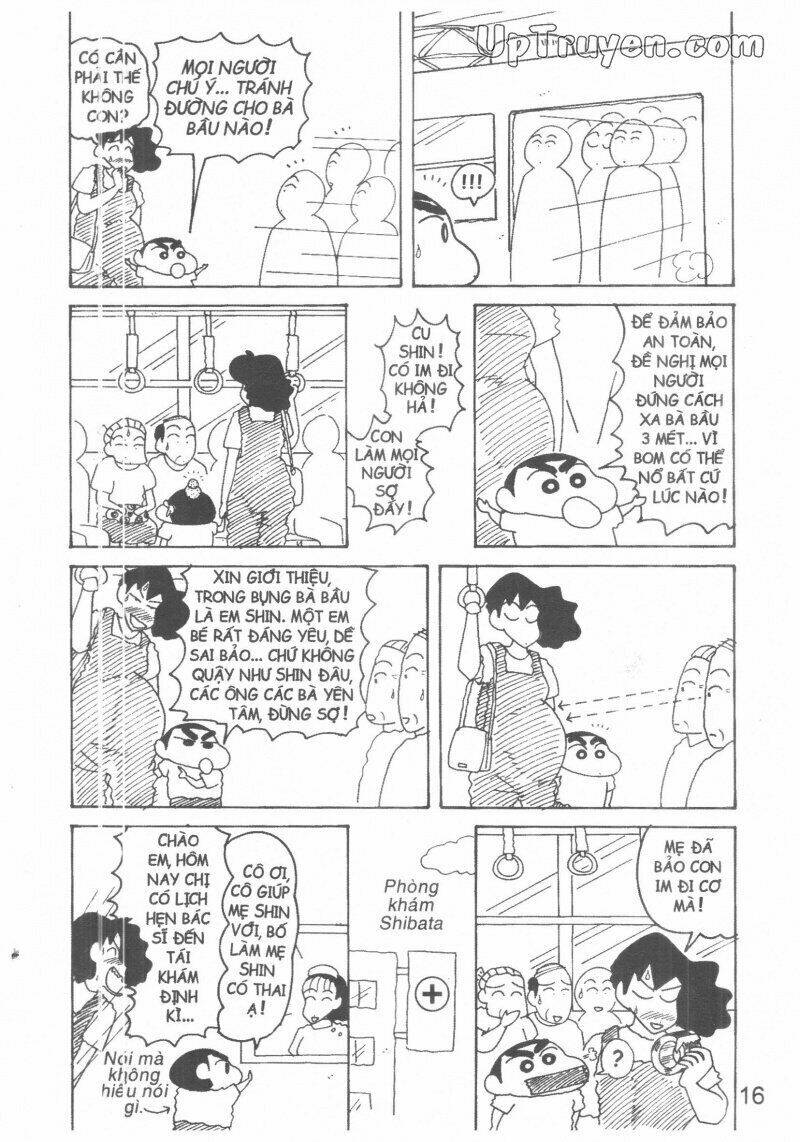 UpTruyen.com
CÓ CẦN
PHẢI THẾ
KHÔNG
CON?
MỌI NGƯỜI
CHÚ Ý... TRÁNH
ĐƯỜNG CHO BÀ
BẦU NÀO!
!!!
CU
SHIN!
CÓ IM ĐI
KHÔNG
HẢ!
CON
LÀM MỌI
NGƯỜI
SỢ
ĐẤY!
ĐỂ ĐẢM BẢO
AN TOÀN,
ĐỀ NGHỊ MỌI
NGƯỜI
ĐỨNG CÁCH
XA BÀ BẦU
3 MÉT... VÌ
BOM CÓ THỂ
NỔ BẤT CỨ
LÚC NÀO!
XIN GIỚI THIỆU,
TRONG BỤNG BÀ BẦU
LÀ EM SHIN. MỘT EM
BÉ RẤT ĐÁNG YÊU, DỄ
SAI BẢO... CHỨ KHÔNG
QUẬY NHƯ SHIN ĐÂU,
CÁC ÔNG CÁC BÀ YÊN
TÂM, ĐỪNG SỢ!
CHÀO
EM, HÔM
NAY CHỊ
CÓ LỊCH
HẸN BÁC
SĨ ĐẾN
TÁI
KHÁM
ĐỊNH
KÌ...
CÔ ƠI,
CÔ GIÚP
MẸ SHIN
VỚI, BỐ
LÀM MẸ
SHIN
CÓ THAI
Ạ!
Nói mà
không
hiểu nói
gì.
Phòng
khám
Shibata
MẸ ĐÃ
BẢO CON
IM ĐI CƠ
MÀ!
?
16